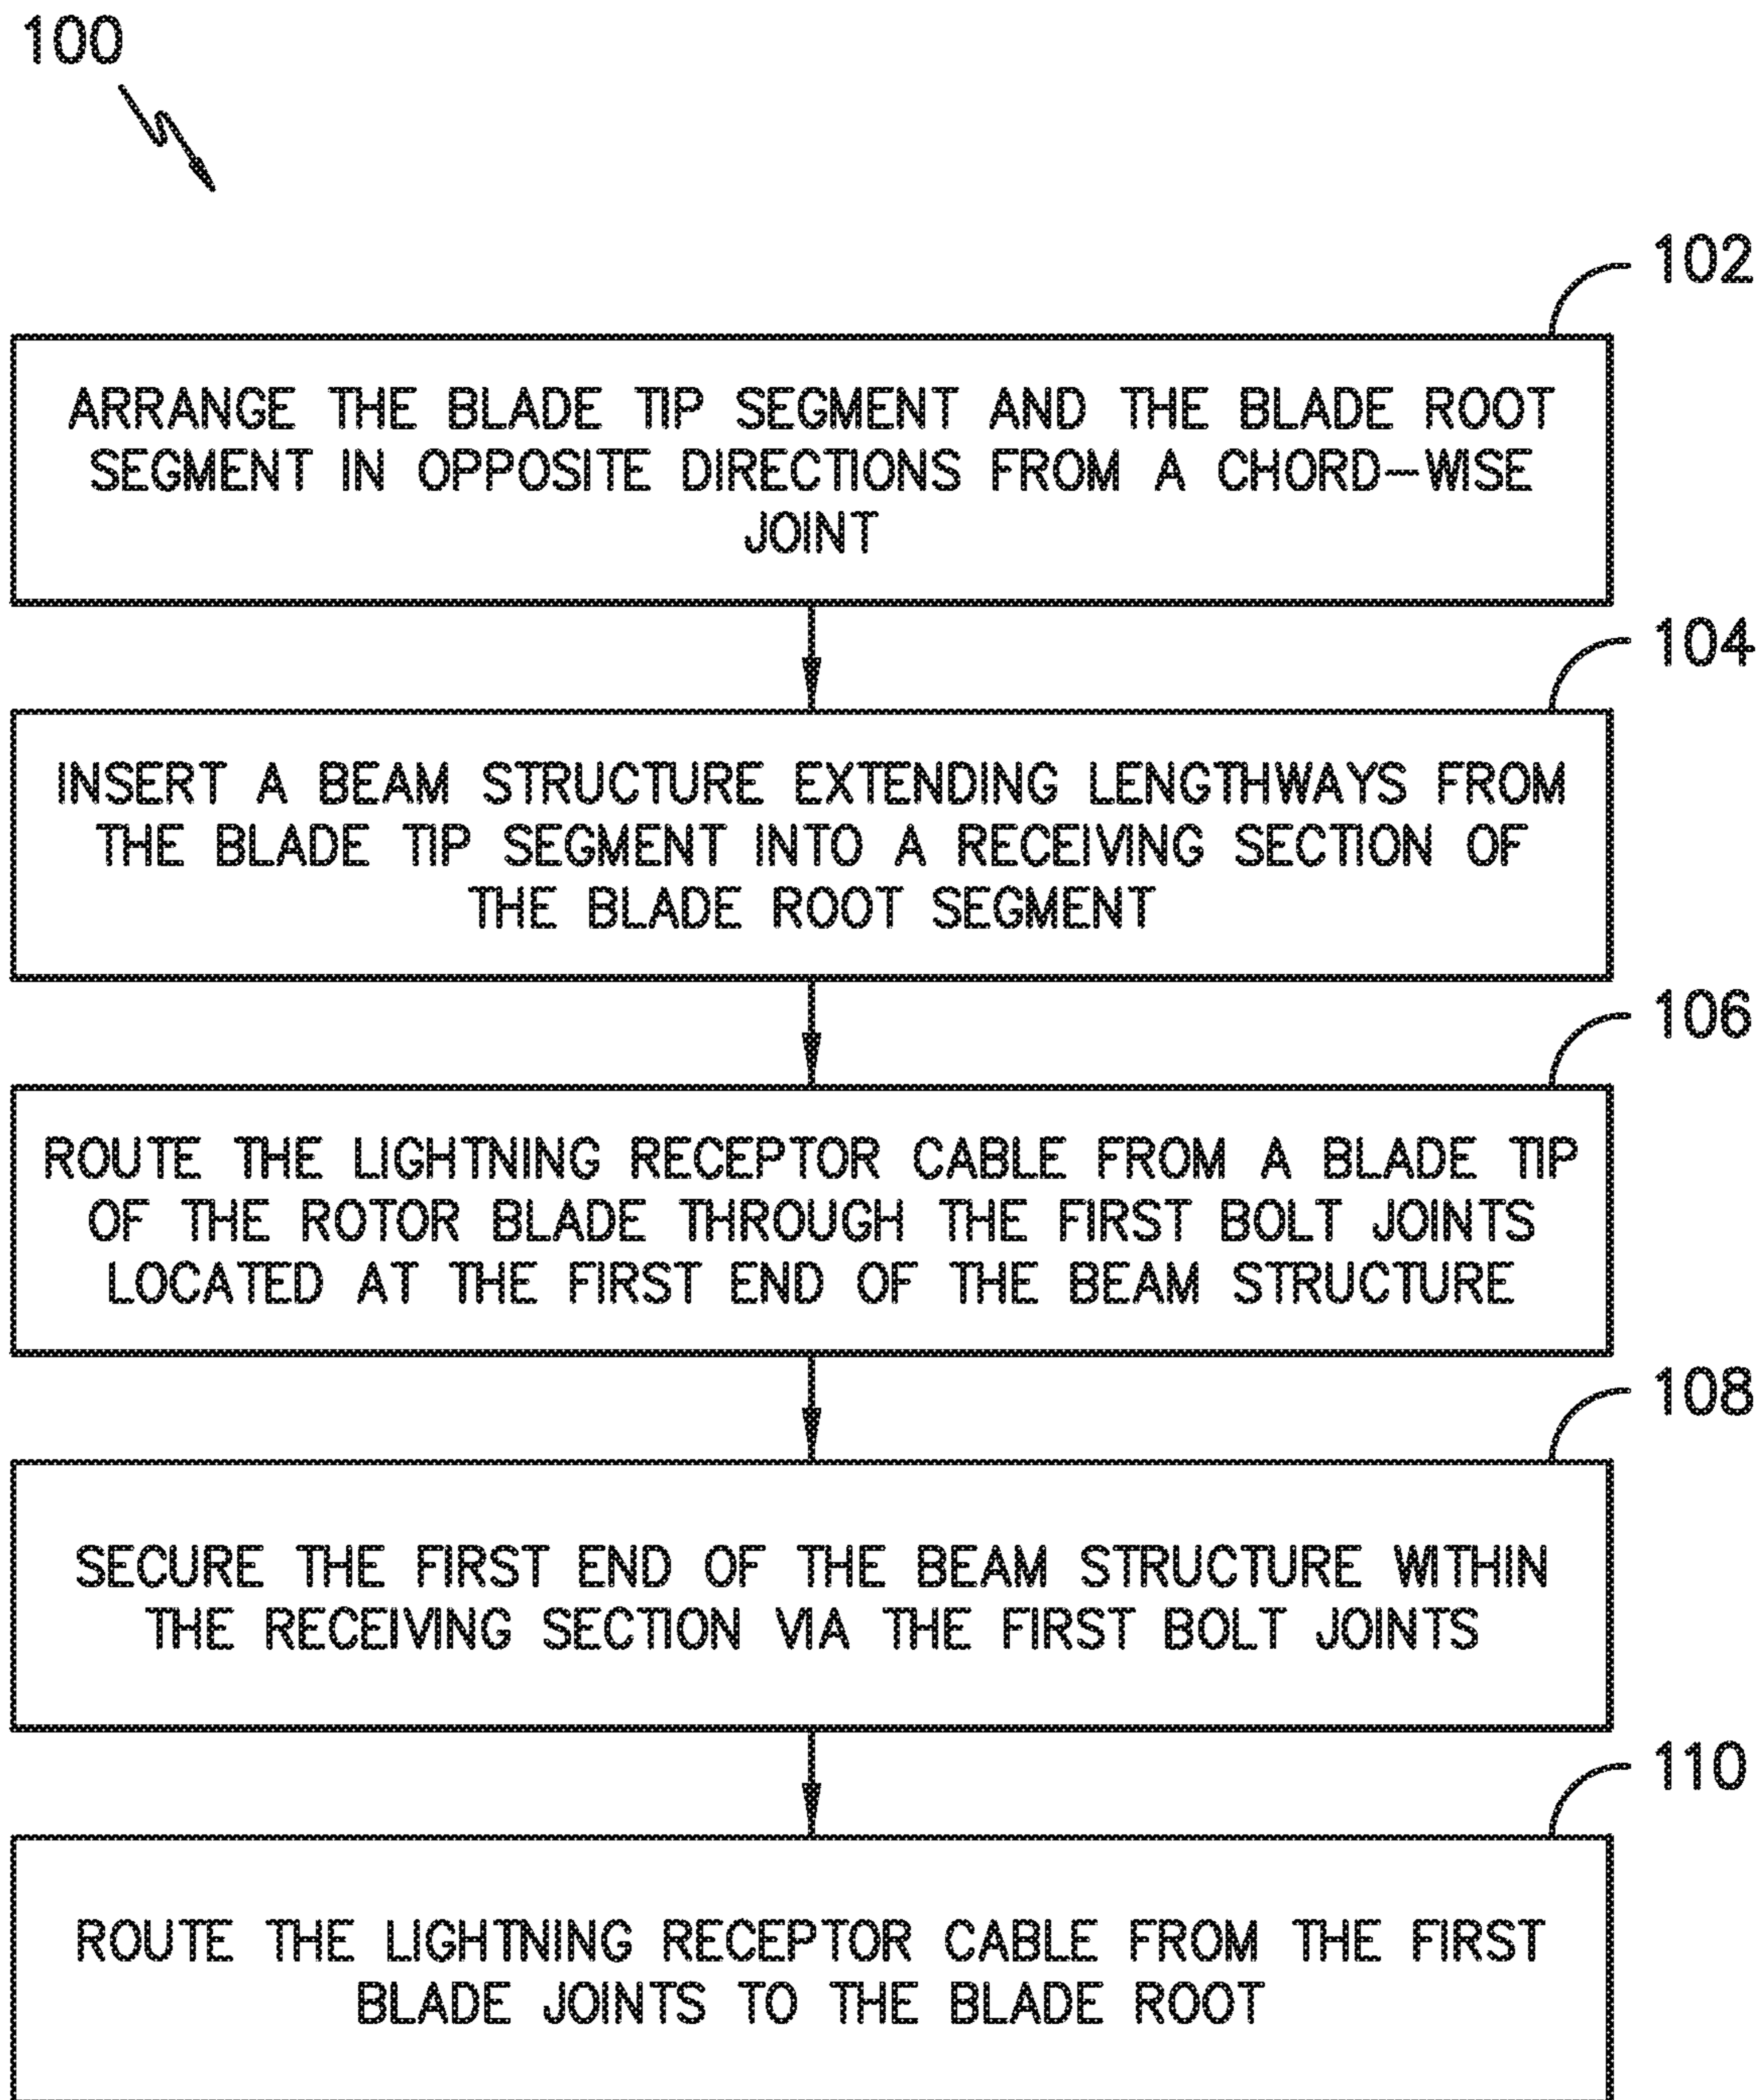 100
102
ARRANGE THE BLADE TIP SEGMENT AND THE BLADE ROOT
SEGMENT IN OPPOSITE DIRECTIONS FROM A CHORD-WISE
JOINT
104
INSERT A BEAM STRUCTURE EXTENDING LENGTHWAYS FROM
THE BLADE TIP SEGMENT INTO A RECEIVING SECTION OF
THE BLADE ROOT SEGMENT
106
ROUTE THE LIGHTNING RECEPTOR CABLE FROM A BLADE TIP
OF THE ROTOR BLADE THROUGH THE FIRST BOLT JOINTS
LOCATED AT THE FIRST END OF THE BEAM STRUCTURE
108
SECURE THE FIRST END OF THE BEAM STRUCTURE WITHIN
THE RECEIVING SECTION VIA THE FIRST BOLT JOINTS
110
ROUTE THE LIGHTNING RECEPTOR CABLE FROM THE FIRST
BLADE JOINTS TO THE BLADE ROOT